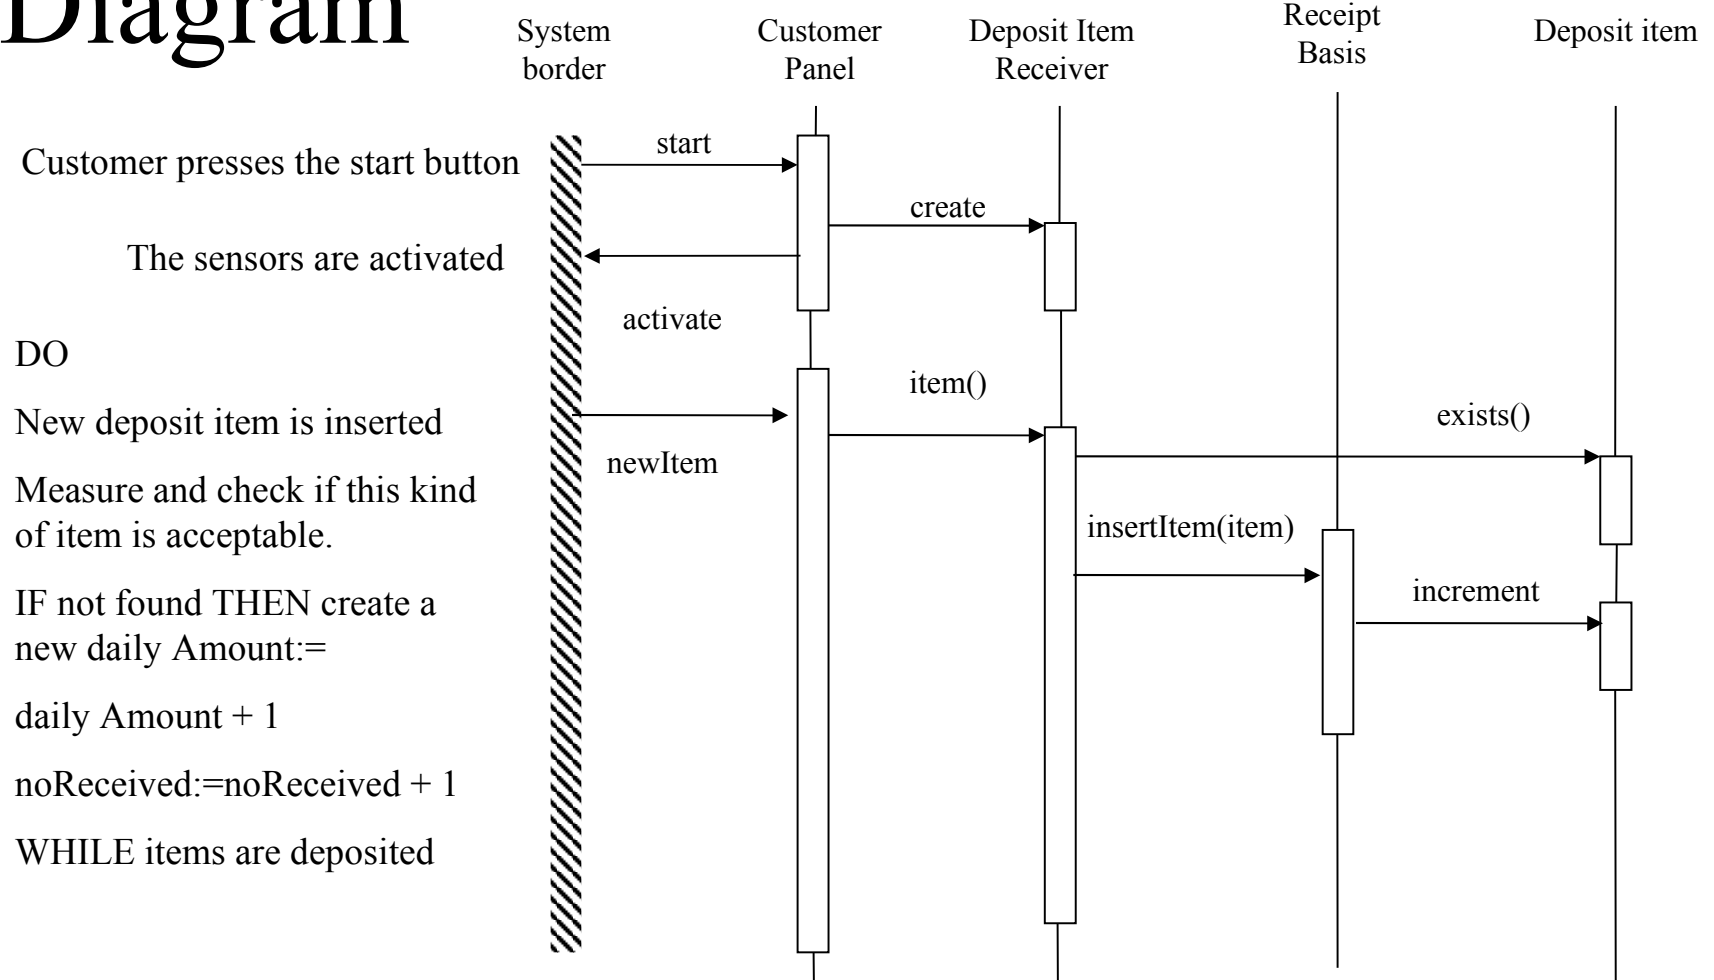 Diagram
System
border
Customer
Panel
Deposit Item
Receiver
Receipt
Basis
Deposit item
Customer presses the start button
start
create
The sensors are activated
activate
DO
item()
New deposit item is inserted
exists()
newItem
Measure and check if this kind
of item is acceptable.
insertItem(item)
increment
IF not found THEN create a
new daily Amount:=
daily Amount + 1
noReceived:=noReceived + 1
WHILE items are deposited